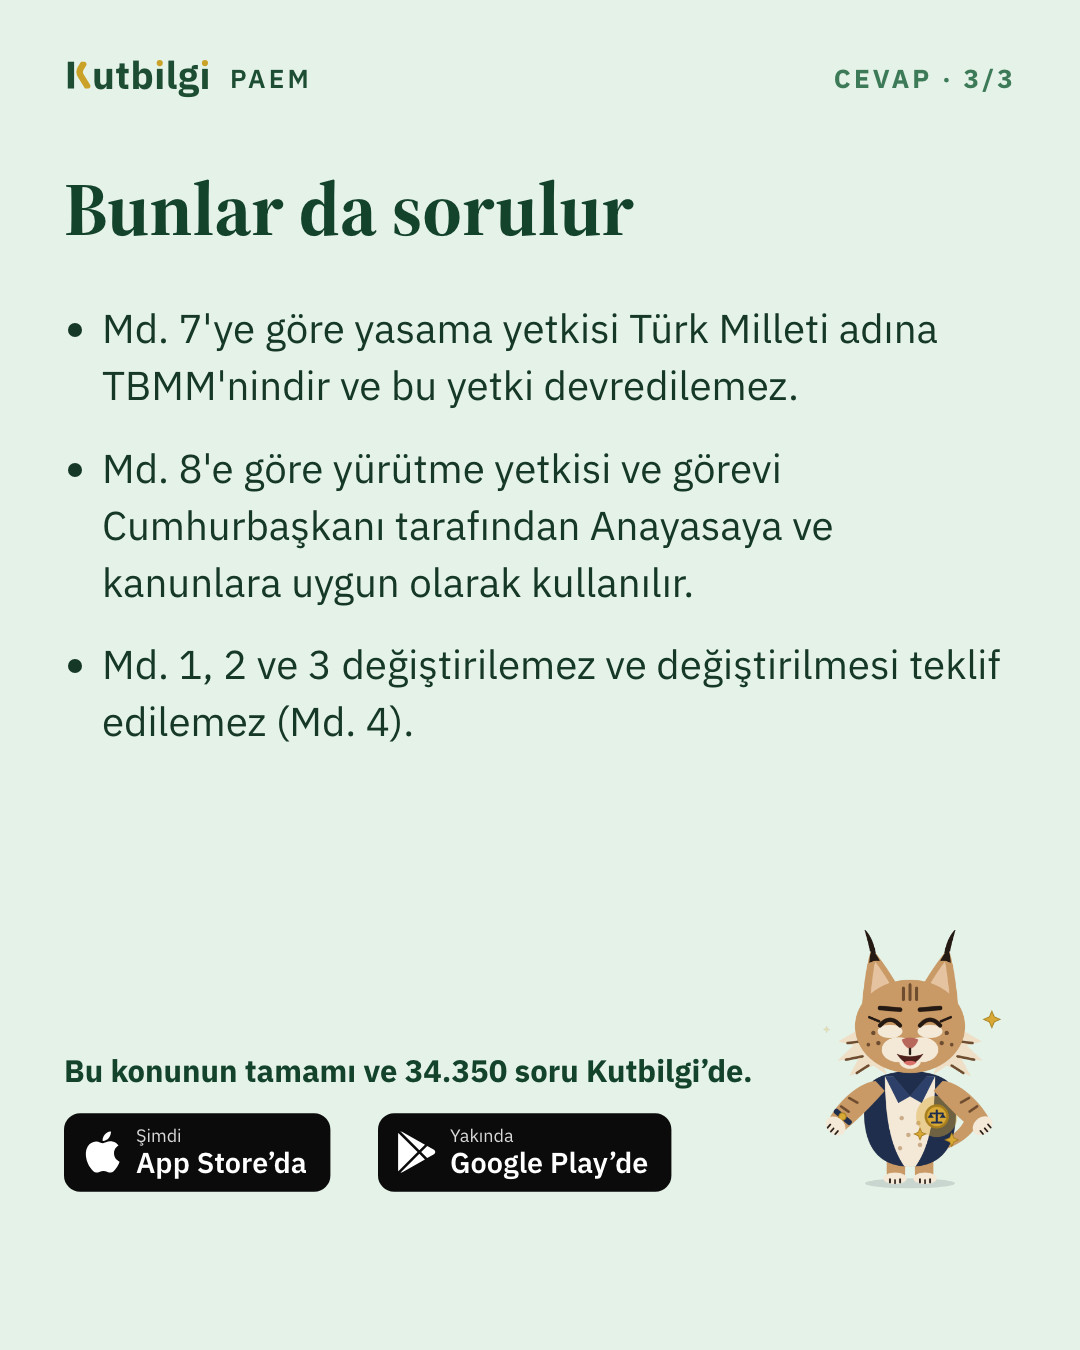 Kutbilgi PAEM
CEVAP · 3/3
Bunlar da sorulur
• Md. 7'ye göre yasama yetkisi Türk Milleti adına
TBMM'nindir ve bu yetki devredilemez.
• Md. 8'e göre yürütme yetkisi ve görevi
Cumhurbaşkanı tarafından Anayasaya ve
kanunlara uygun olarak kullanılır.
• Md. 1, 2 ve 3 değiştirilemez ve değiştirilmesi teklif
edilemez (Md. 4).
Bu konunun tamamı ve 34.350 soru Kutbilgi’de.
Şimdi
App Store’da
Yakında
Google Play’de